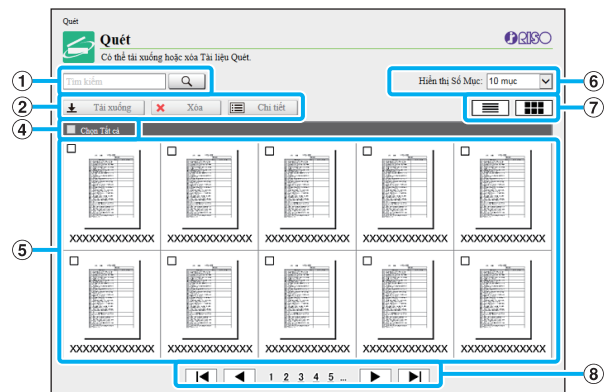 Quét
Quét
RISO
Có thể tải xuống hoặc xóa Tài liệu Quét.
1
Tìm kiếm
Hiển thị Số Mục: 10 mục
6
2
Tải xuống
Xóa
Chi tiết
7
4
Chọn Tất cả
XXXXXXXXXXXXX XXXXXXXXXXXXX XXXXXXXXXXXXX XXXXXXXXXXXXX XXXXXXXXXXXXX
5
XXXXXXXXXXXXX XXXXXXXXXXXXX XXXXXXXXXXXXX XXXXXXXXXXXXX XXXXXXXXXXXXX
1 2 3 4 5 ...
8